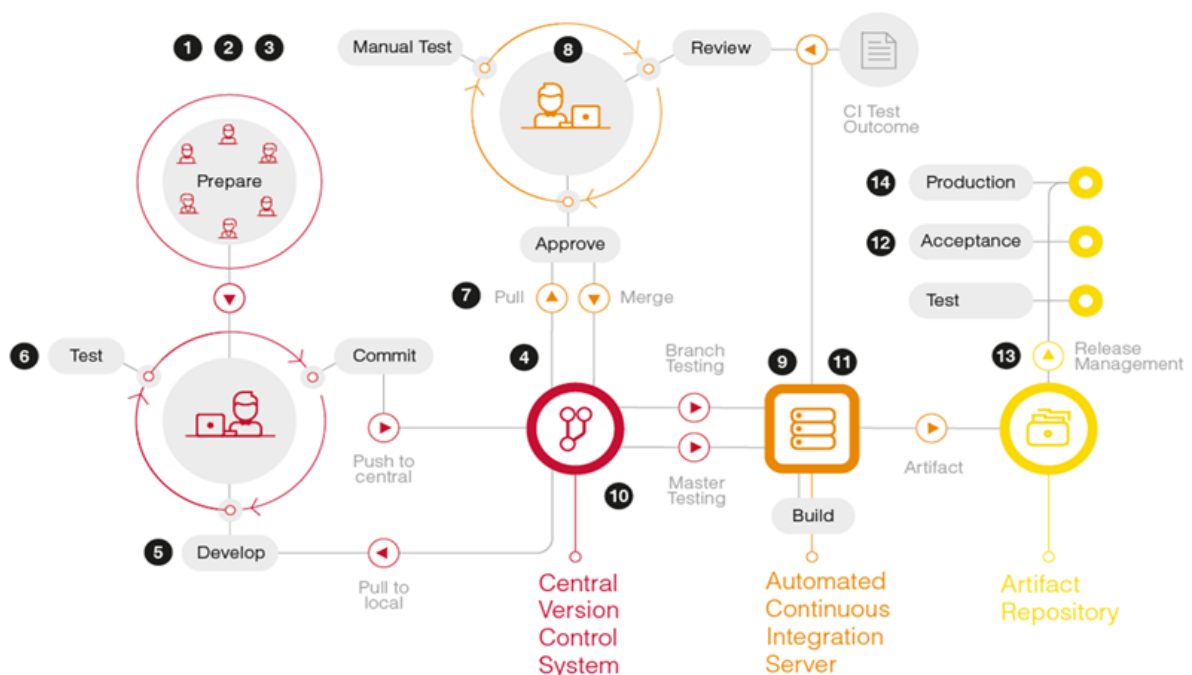 1 2 3
Manual Test
8
Review
CI Test
Outcome
Prepare
14 Production
12 Acceptance
Test
Approve
7 Pull
Merge
6 Test
Commit
4
Branch
Testing
9 11
13 Release
Management
Push to
central
Master
Testing
Artifact
10
Build
5 Develop
Pull to
local
Central
Version
Control
System
Automated
Continuous
Integration
Server
Artifact
Repository